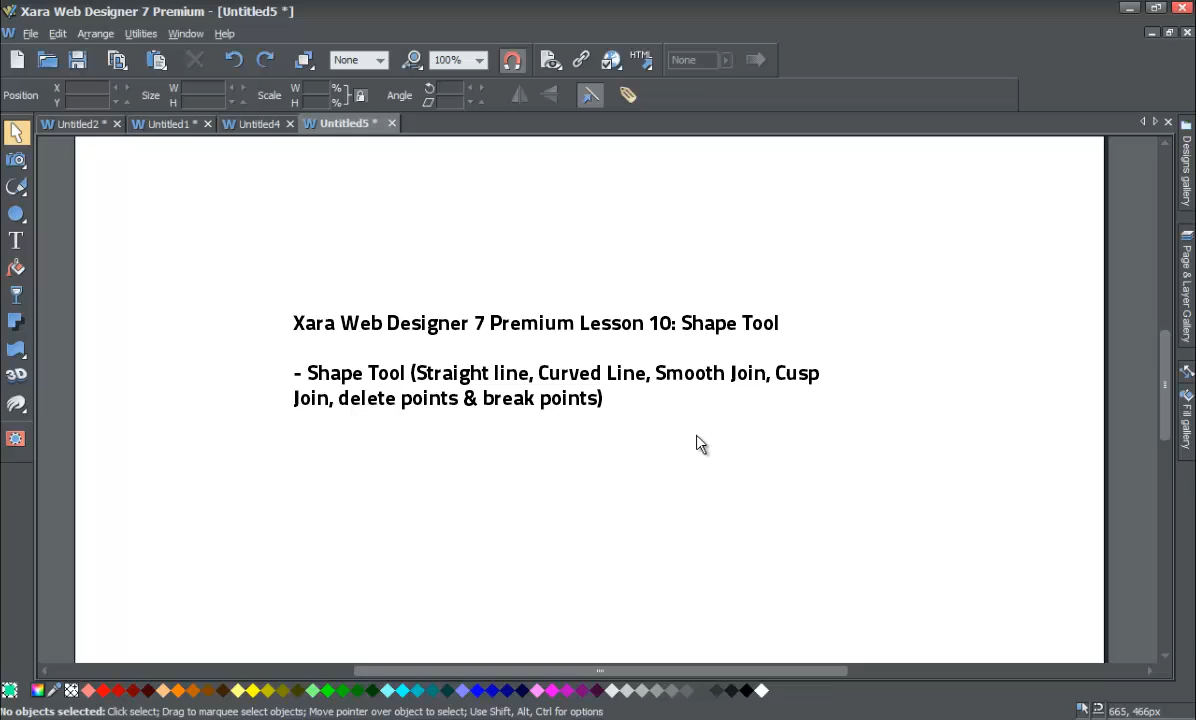 Xara Web Designer 7 Premium - [Untitled5 *]
File Edit Arrange Utilities Window Help
None 100% HTML None
Position X Y Size W H Scale W H % % Angle
Untitled2 * Untitled1 * Untitled4 Untitled5 *
T
3D
Designs gallery
Page & Layer Gallery
Fill gallery
Xara Web Designer 7 Premium Lesson 10: Shape Tool
- Shape Tool (Straight line, Curved Line, Smooth Join, Cusp
Join, delete points & break points)
No objects selected: Click select; Drag to marquee select objects; Move pointer over object to select; Use Shift, Alt, Ctrl for options
665, 466px